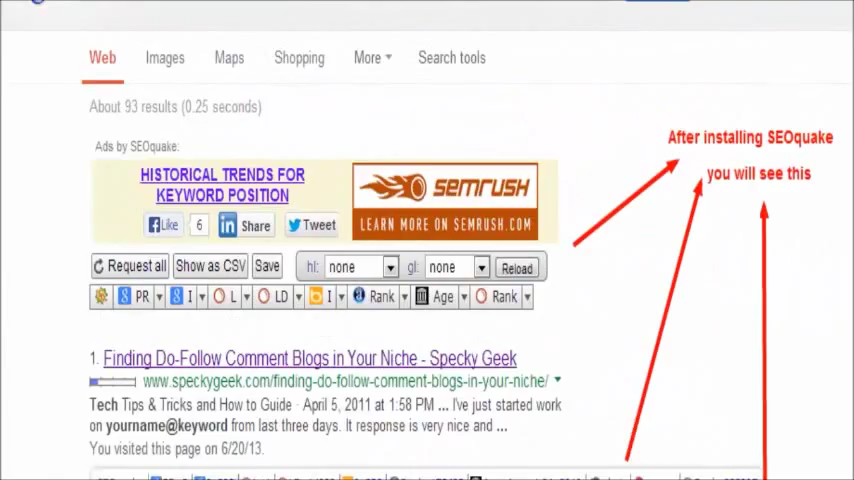 Web Images Maps Shopping More Search tools
About 93 results (0.25 seconds)
Ads by SEOquake:
HISTORICAL TRENDS FOR
KEYWORD POSITION
Like 6 Share Tweet
SEMRUSH
LEARN MORE ON SEMRUSH.COM
After installing SEOquake
you will see this
Request all Show as CSV Save hl: none gl: none Reload
PR I L LD I Rank Age Rank
1. Finding Do-Follow Comment Blogs in Your Niche - Specky Geek
www.speckygeek.com/finding-do-follow-comment-blogs-in-your-niche/
Tech Tips & Tricks and How to Guide · April 5, 2011 at 1:58 PM ... I've just started work
on yourname@keyword from last three days. It response is very nice and ...
You visited this page on 6/20/13.